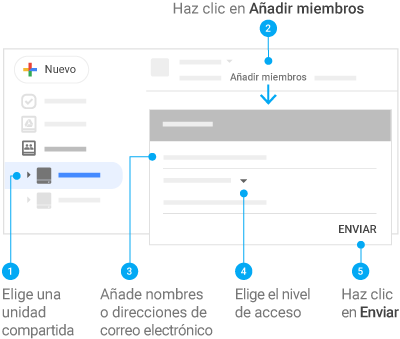 Haz clic en Añadir miembros
2
Nuevo
Añadir miembros
ENVIAR
1
Elige una
unidad
compartida
3
Añade nombres
o direcciones de
correo electrónico
4
Elige el nivel
de acceso
5
Haz clic
en Enviar